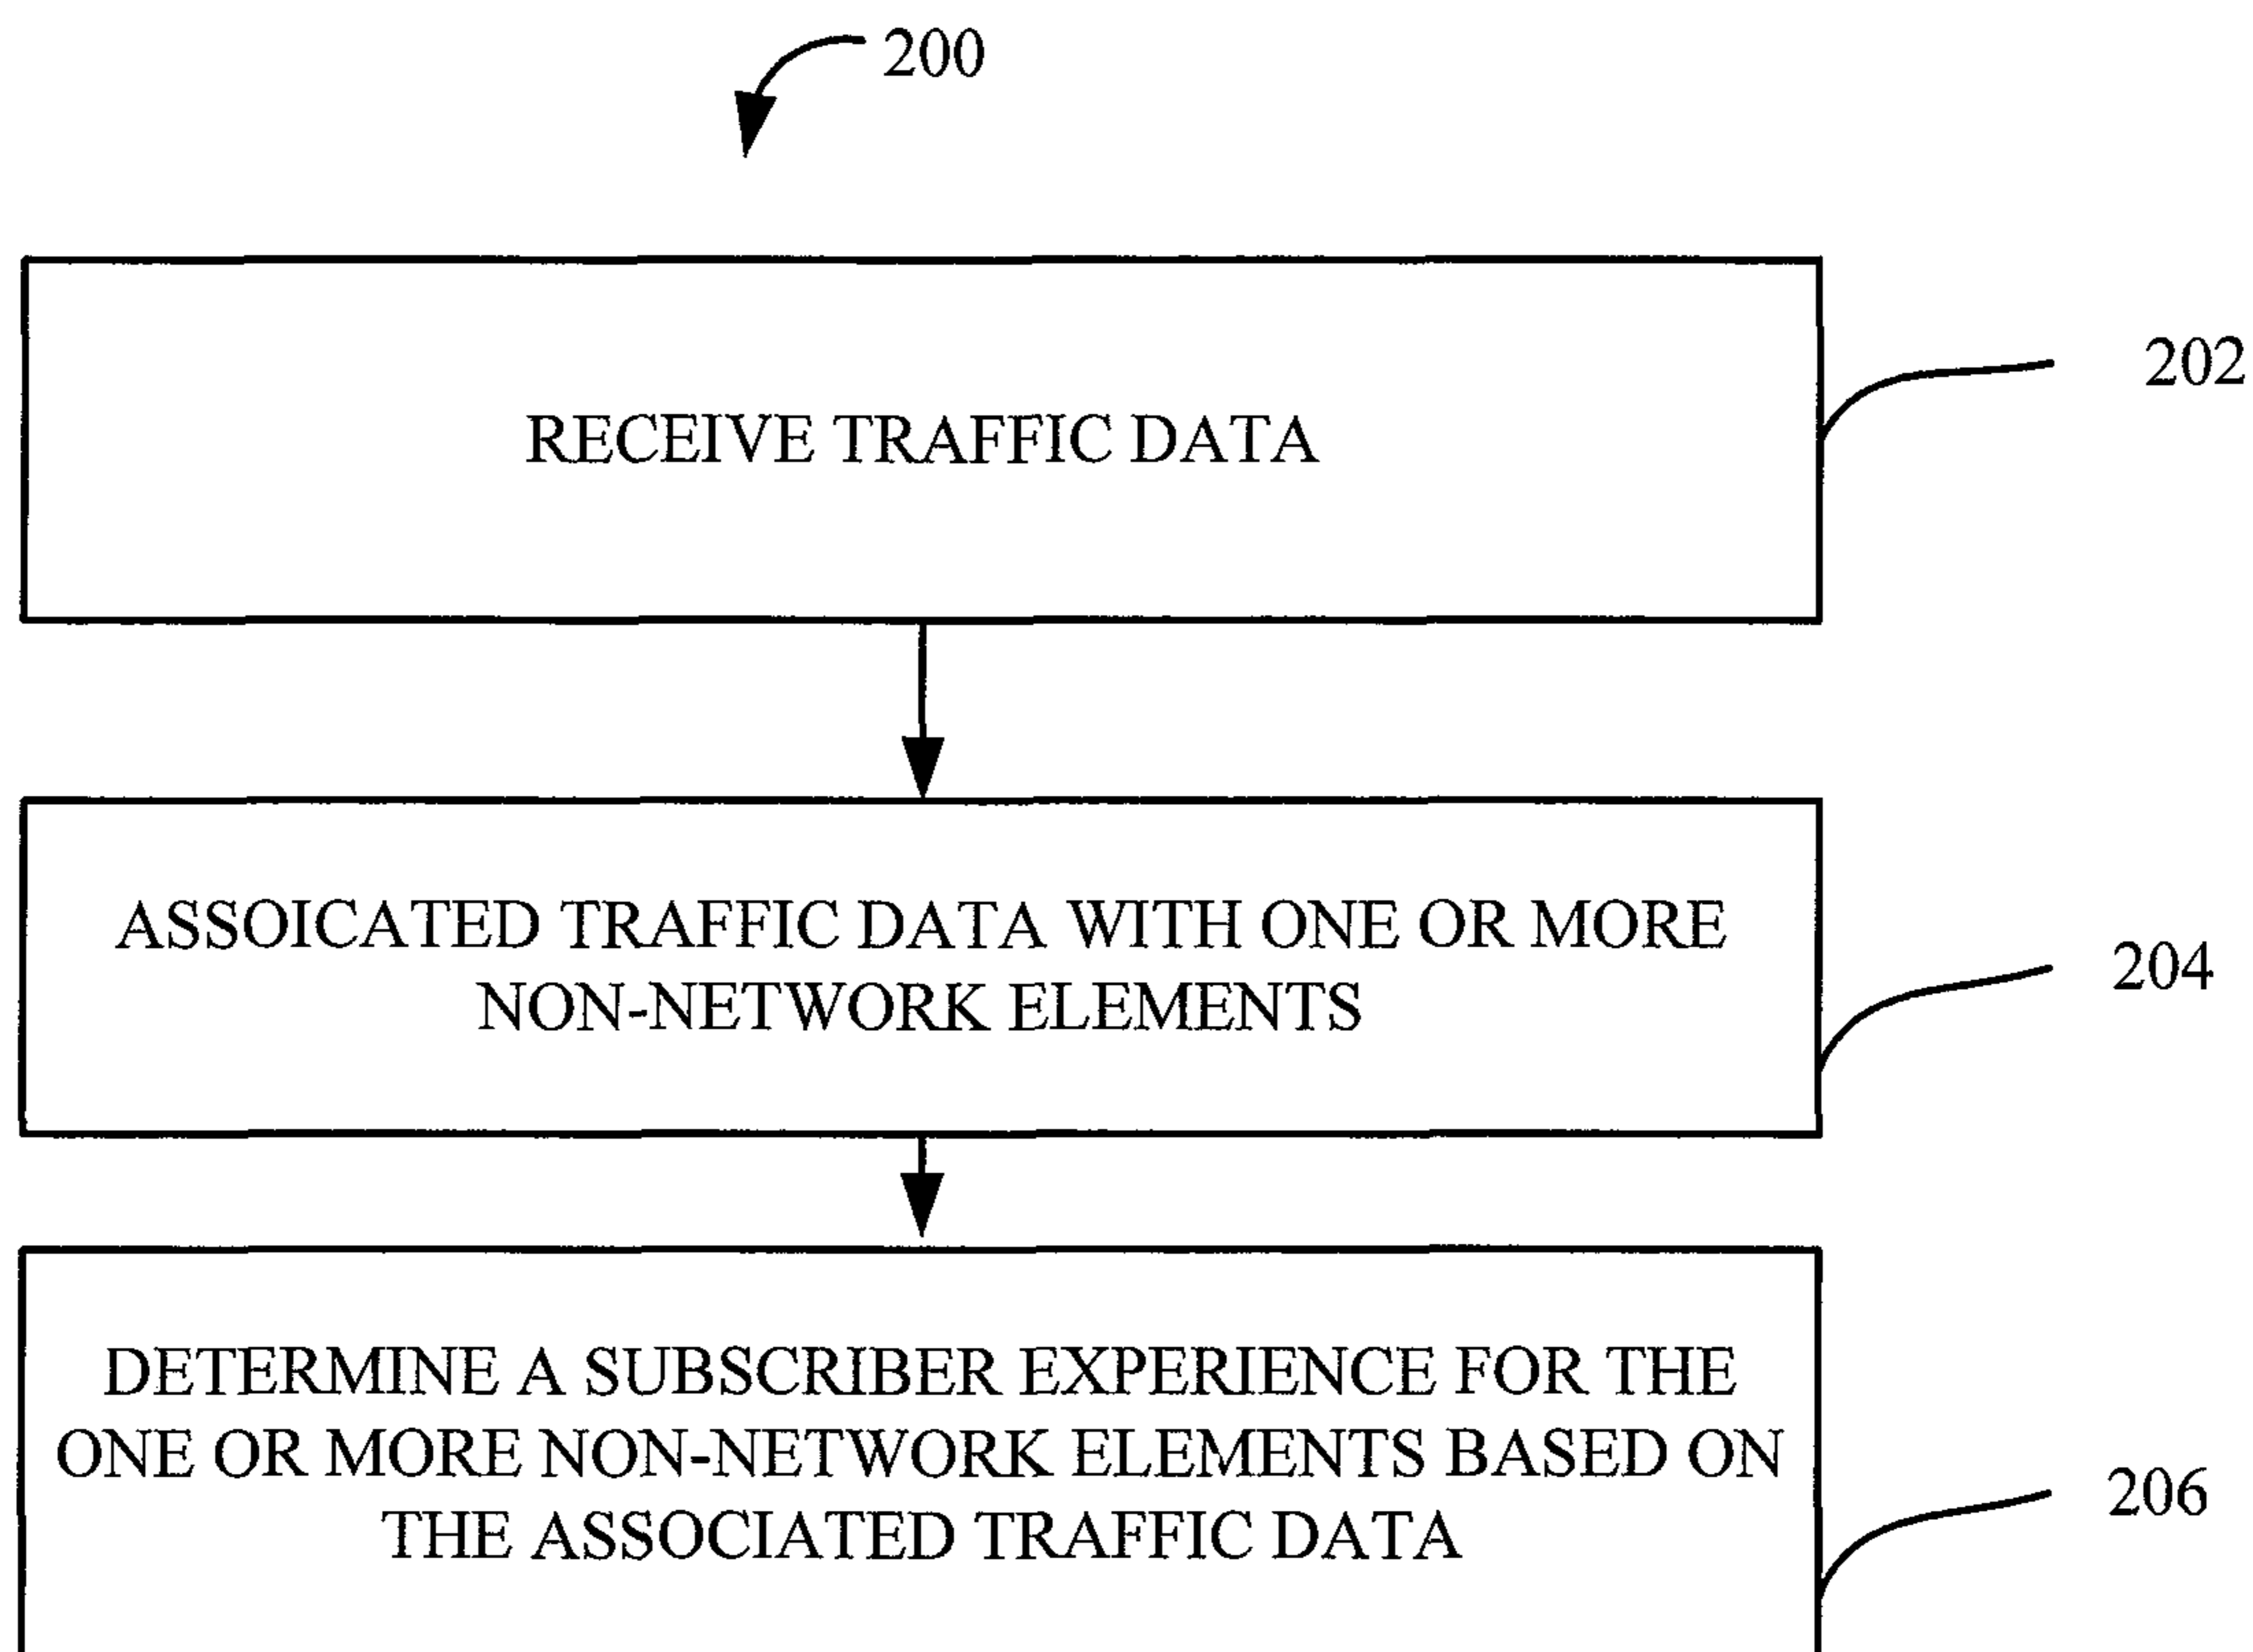 200
RECEIVE TRAFFIC DATA
202
ASSOICATED TRAFFIC DATA WITH ONE OR MORE
NON-NETWORK ELEMENTS
204
DETERMINE A SUBSCRIBER EXPERIENCE FOR THE
ONE OR MORE NON-NETWORK ELEMENTS BASED ON
THE ASSOCIATED TRAFFIC DATA
206